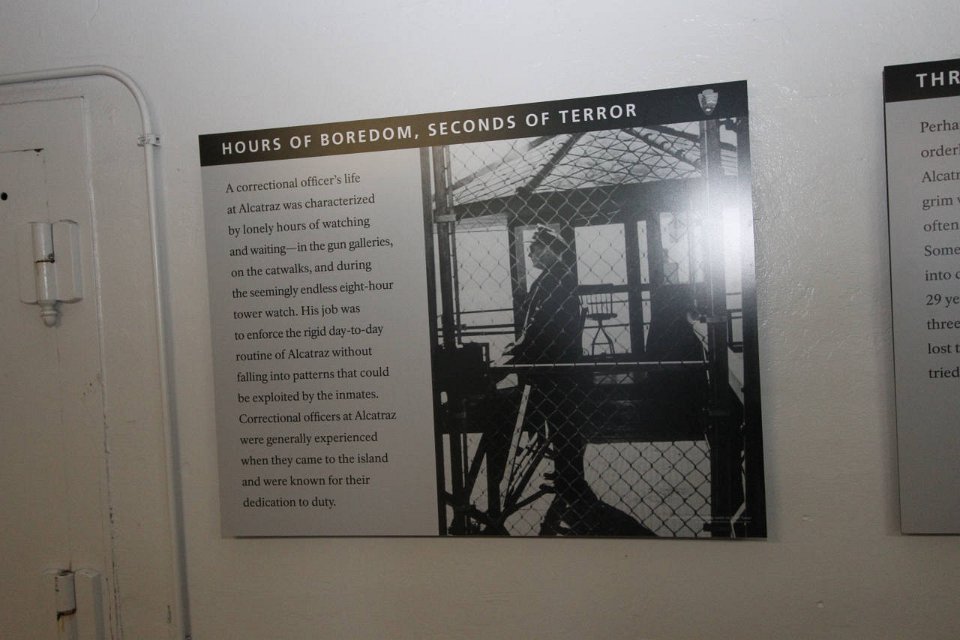 HOURS OF BOREDOM, SECONDS OF TERROR
A correctional officer's life
at Alcatraz was characterized
by lonely hours of watching
and waiting—in the gun galleries,
on the catwalks, and during
the seemingly endless eight-hour
tower watch. His job was
to enforce the rigid day-to-day
routine of Alcatraz without
falling into patterns that could
be exploited by the inmates.
Correctional officers at Alcatraz
were generally experienced
when they came to the island
and were known for their
dedication to duty.
THR
Perha
orderl
Alcatr
grim v
often
Some
into c
29 ye
three
lost t
tried